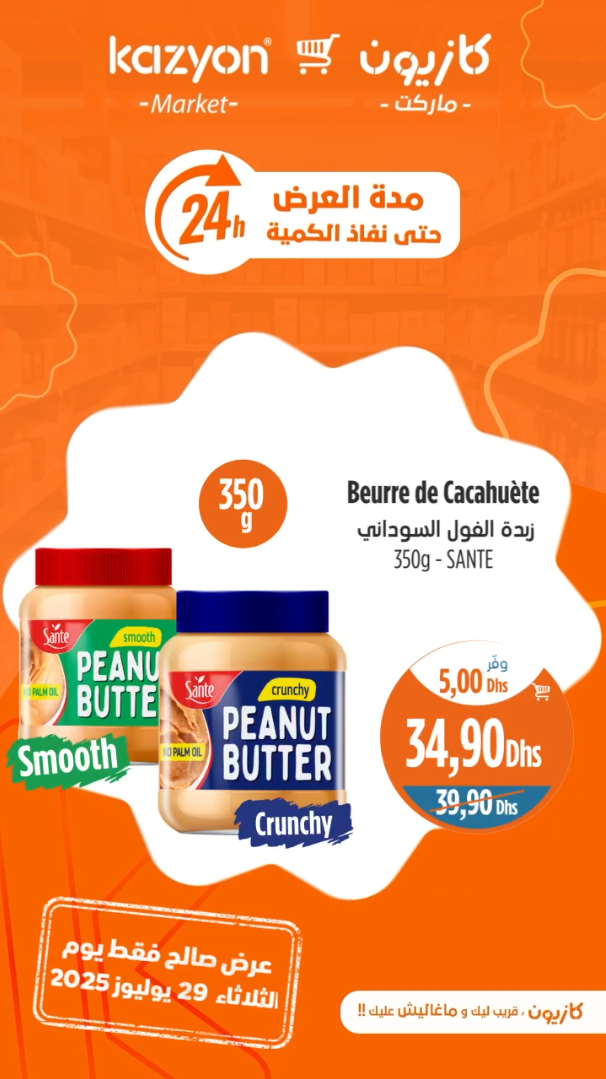 kazyon® كازيون
-Market- - ماركت -
24h
مدة العرض
حتى نفاذ الكمية
350
g
Beurre de Cacahuète
زبدة الفول السوداني
350g - SANTE
Sante
smooth
PEANU
BUTTE
NO PALM OIL
Smooth
Sante
crunchy
PEANUT
BUTTER
NO PALM OIL
Crunchy
وفّر
5,00 Dhs
34,90Dhs
39,90 Dhs
عرض صالح فقط يوم
الثلاثاء 29 يوليوز 2025
كازيون ، قريب ليك و ماغاليش عليك !!